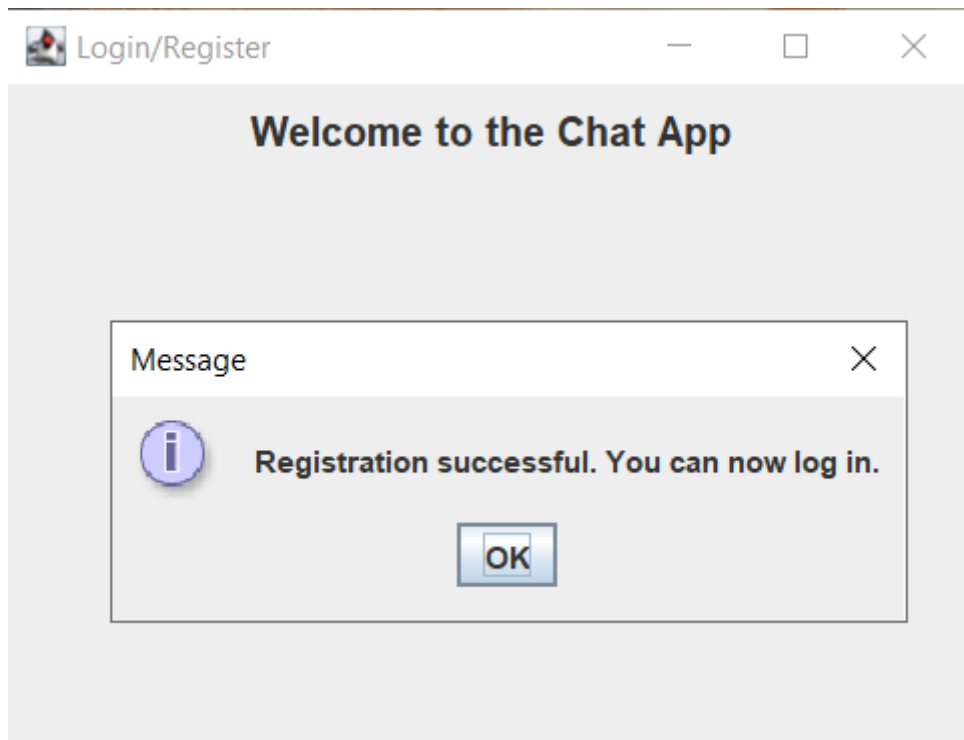 Login/Register
Welcome to the Chat App
Message
i
Registration successful. You can now log in.
OK